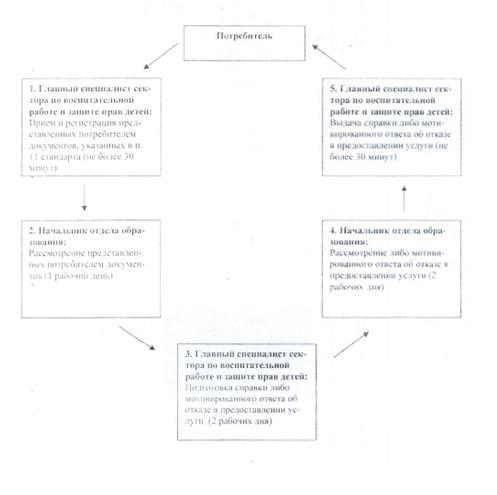 Потребитель
1. Главный специалист сек-
тора по воспитательной
работе и защите прав детей:
Прием и регистрация пред-
ставленных потребителем
документов, указанных в п.
11 стандарта (не более 30
минут)
2. Начальник отдела обра-
зования:
Рассмотрение представлен-
ных потребителем докумен-
тов (1 рабочий день)
3. Главный специалист сек-
тора по воспитательной
работе и защите прав детей:
Подготовка справки либо
мотивированного ответа об
отказе в предоставлении ус-
луги (2 рабочих дня)
4. Начальник отдела обра-
зования:
Рассмотрение либо мотиви-
рованного ответа об отказе в
предоставлении услуги (2
рабочих дня)
5. Главный специалист сек-
тора по воспитательной
работе и защите прав детей:
Выдача справки либо моти-
вированного ответа об отказе
в предоставлении услуги (не
более 30 минут)